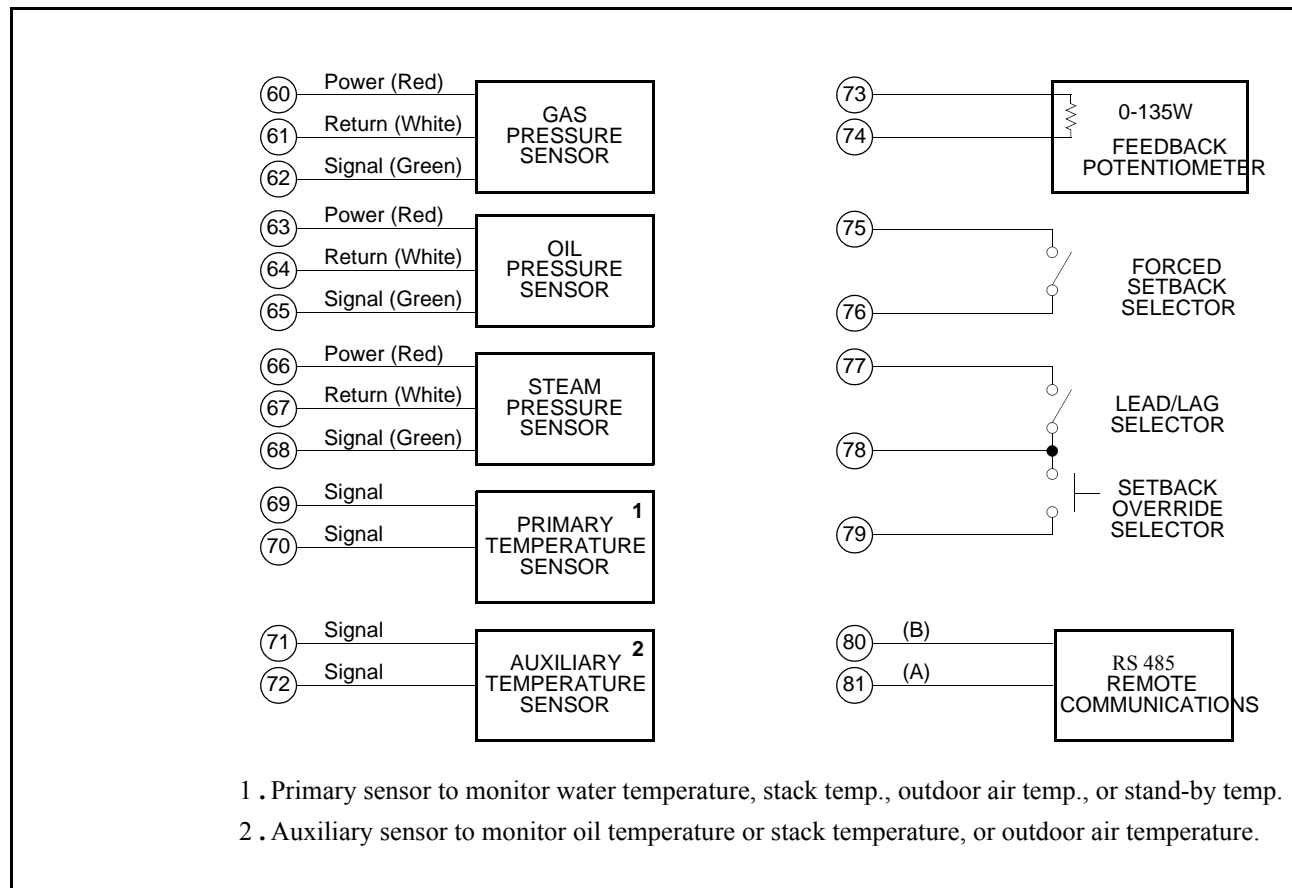 60 Power (Red)
61 Return (White)
62 Signal (Green)
GAS
PRESSURE
SENSOR
63 Power (Red)
64 Return (White)
65 Signal (Green)
OIL
PRESSURE
SENSOR
66 Power (Red)
67 Return (White)
68 Signal (Green)
STEAM
PRESSURE
SENSOR
69 Signal
70 Signal
1
PRIMARY
TEMPERATURE
SENSOR
71 Signal
72 Signal
2
AUXILIARY
TEMPERATURE
SENSOR
73
74
0-135W
FEEDBACK
POTENTIOMETER
75
76
FORCED
SETBACK
SELECTOR
77
78
79
LEAD/LAG
SELECTOR
SETBACK
OVERRIDE
SELECTOR
80 (B)
81 (A)
RS 485
REMOTE
COMMUNICATIONS
1 . Primary sensor to monitor water temperature, stack temp., outdoor air temp., or stand-by temp.
2 . Auxiliary sensor to monitor oil temperature or stack temperature, or outdoor air temperature.